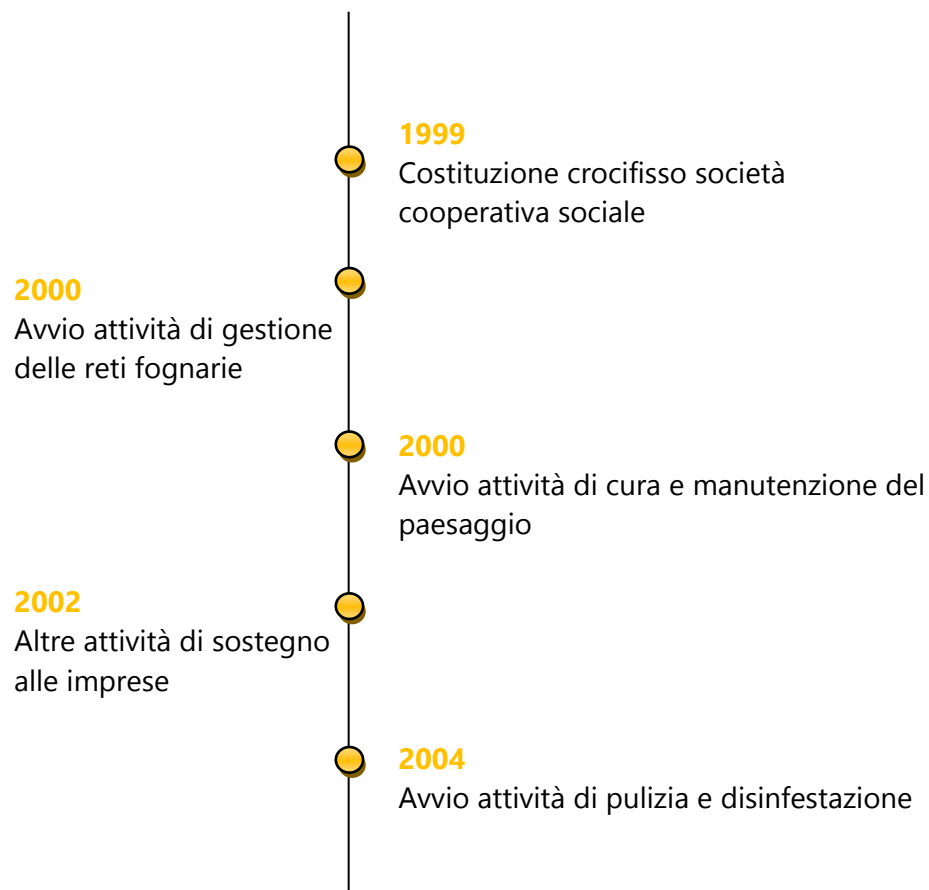 1999
Costituzione crocifisso società
cooperativa sociale
2000
Avvio attività di gestione
delle reti fognarie
2000
Avvio attività di cura e manutenzione del
paesaggio
2002
Altre attività di sostegno
alle imprese
2004
Avvio attività di pulizia e disinfestazione